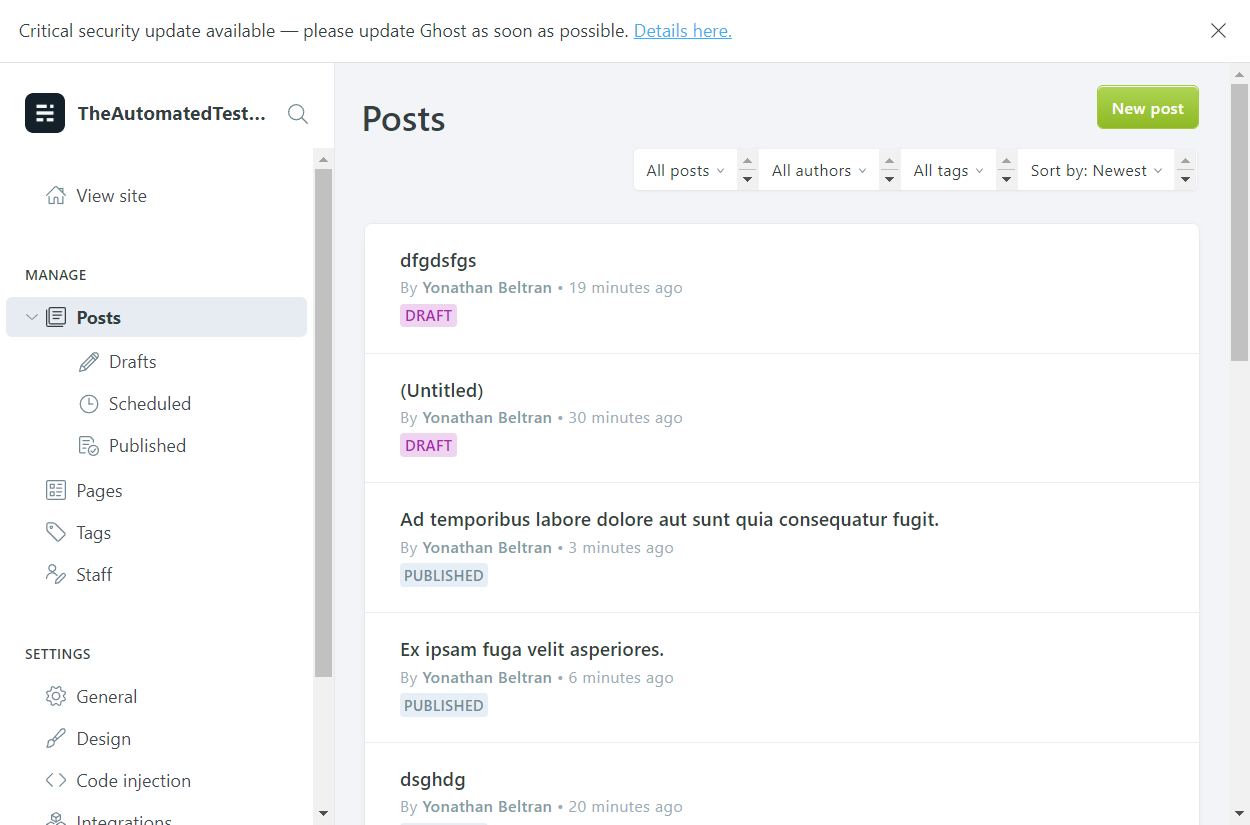 Critical security update available — please update Ghost as soon as possible. Details here.
TheAutomatedTest...
View site
MANAGE
Posts
Drafts
Scheduled
Published
Pages
Tags
Staff
SETTINGS
General
Design
Code injection
Integrations
Posts
New post
All posts
All authors
All tags
Sort by: Newest
dfgdsfgs
By Yonathan Beltran • 19 minutes ago
DRAFT
(Untitled)
By Yonathan Beltran • 30 minutes ago
DRAFT
Ad temporibus labore dolore aut sunt quia consequatur fugit.
By Yonathan Beltran • 3 minutes ago
PUBLISHED
Ex ipsam fuga velit asperiores.
By Yonathan Beltran • 6 minutes ago
PUBLISHED
dsghdg
By Yonathan Beltran • 20 minutes ago